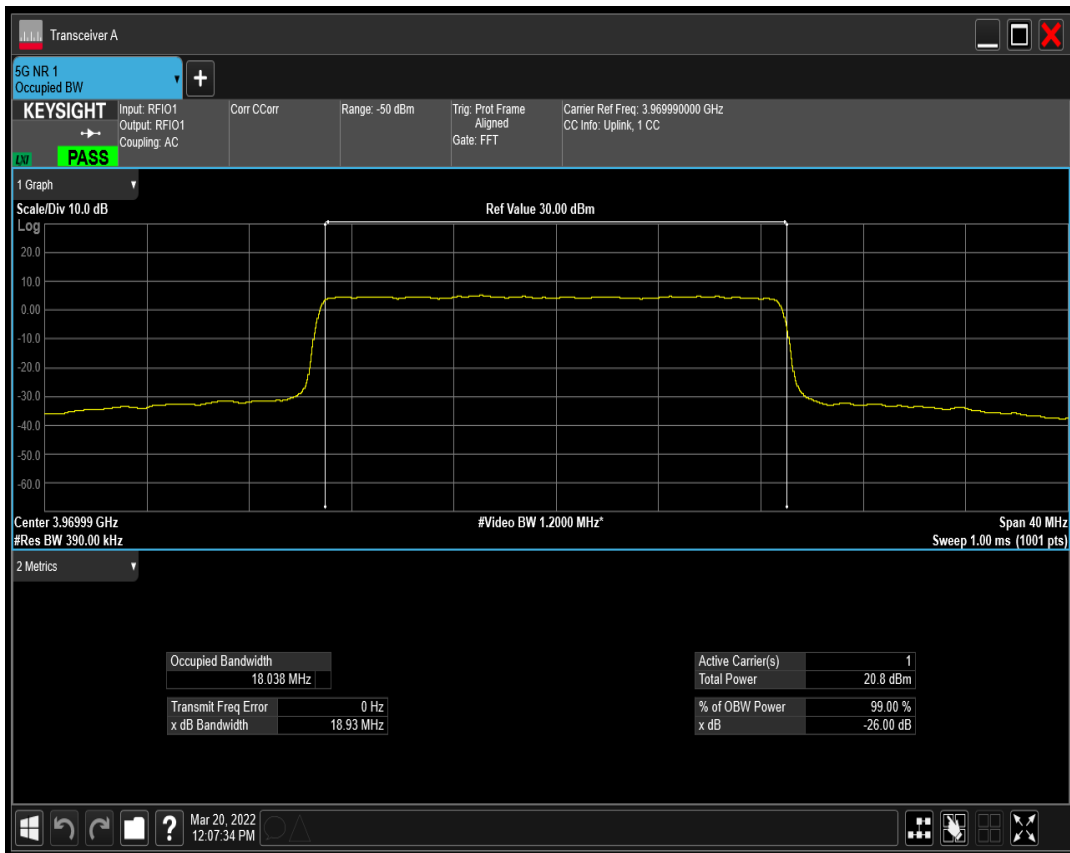 Transceiver A
5G NR 1
Occupied BW
KEYSIGHT
LXI
PASS
Input: RFIO1
Output: RFIO1
Coupling: AC
Corr CCorr
Range: -50 dBm
Trig: Prot Frame
Aligned
Gate: FFT
Carrier Ref Freq: 3.969990000 GHz
CC Info: Uplink, 1 CC
1 Graph
Scale/Div 10.0 dB
Ref Value 30.00 dBm
Log
20.0
10.0
0.00
-10.0
-20.0
-30.0
-40.0
-50.0
-60.0
Center 3.96999 GHz
#Video BW 1.2000 MHz*
Span 40 MHz
#Res BW 390.00 kHz
Sweep 1.00 ms (1001 pts)
2 Metrics
Occupied Bandwidth
18.038 MHz
Transmit Freq Error 0 Hz
x dB Bandwidth 18.93 MHz
Active Carrier(s) 1
Total Power 20.8 dBm
% of OBW Power 99.00 %
x dB -26.00 dB
?
Mar 20, 2022
12:07:34 PM